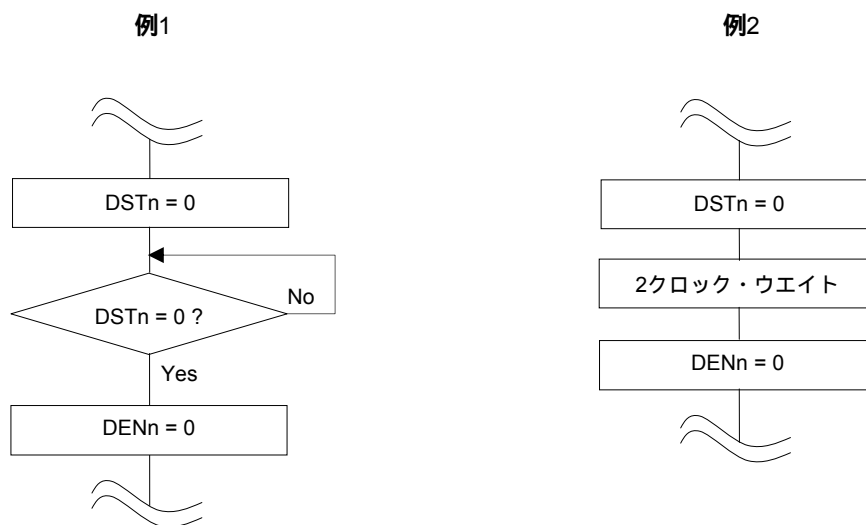 例1
DSTn = 0
DSTn = 0 ?
No
Yes
DENn = 0
例2
DSTn = 0
2クロック・ウエイト
DENn = 0